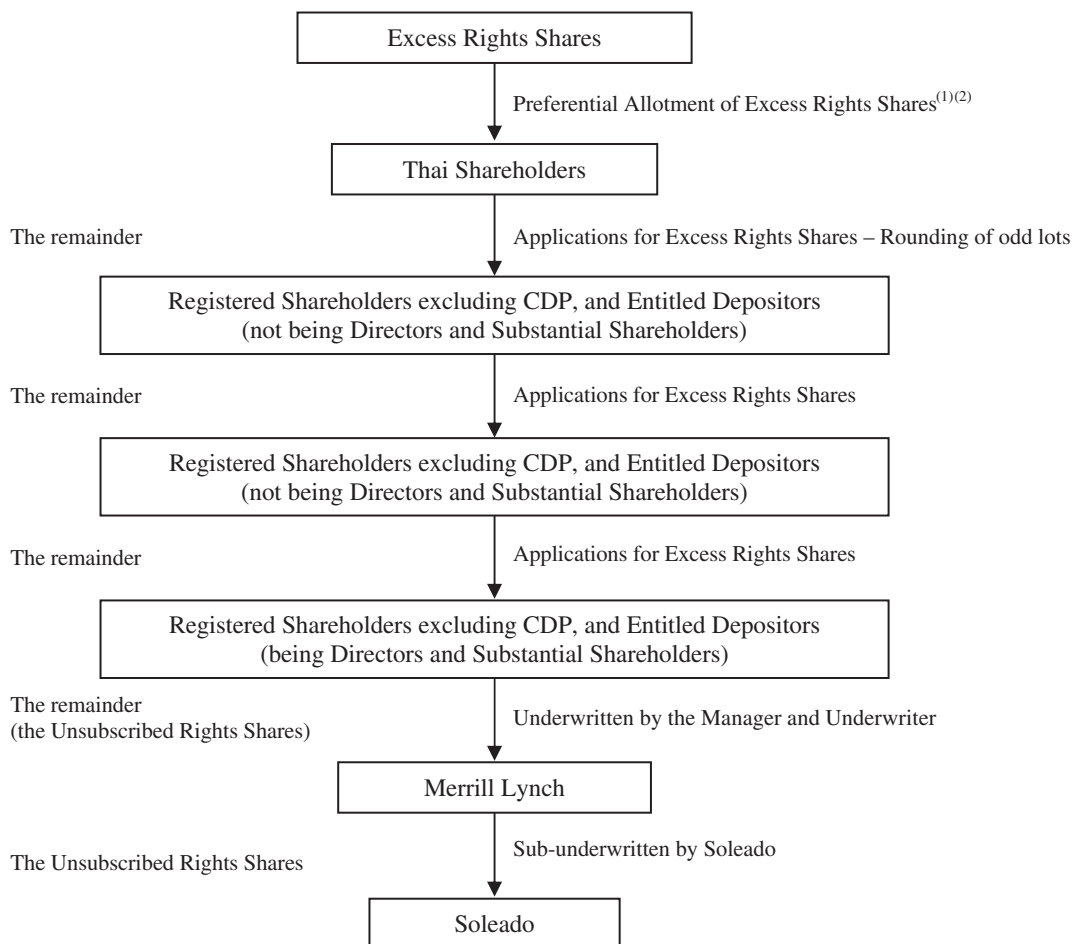 Excess Rights Shares
Preferential Allotment of Excess Rights Shares(1)(2)
Thai Shareholders
The remainder
Applications for Excess Rights Shares – Rounding of odd lots
Registered Shareholders excluding CDP, and Entitled Depositors
(not being Directors and Substantial Shareholders)
The remainder
Applications for Excess Rights Shares
Registered Shareholders excluding CDP, and Entitled Depositors
(not being Directors and Substantial Shareholders)
The remainder
Applications for Excess Rights Shares
Registered Shareholders excluding CDP, and Entitled Depositors
(being Directors and Substantial Shareholders)
The remainder
(the Unsubscribed Rights Shares)
Underwritten by the Manager and Underwriter
Merrill Lynch
The Unsubscribed Rights Shares
Sub-underwritten by Soleado
Soleado